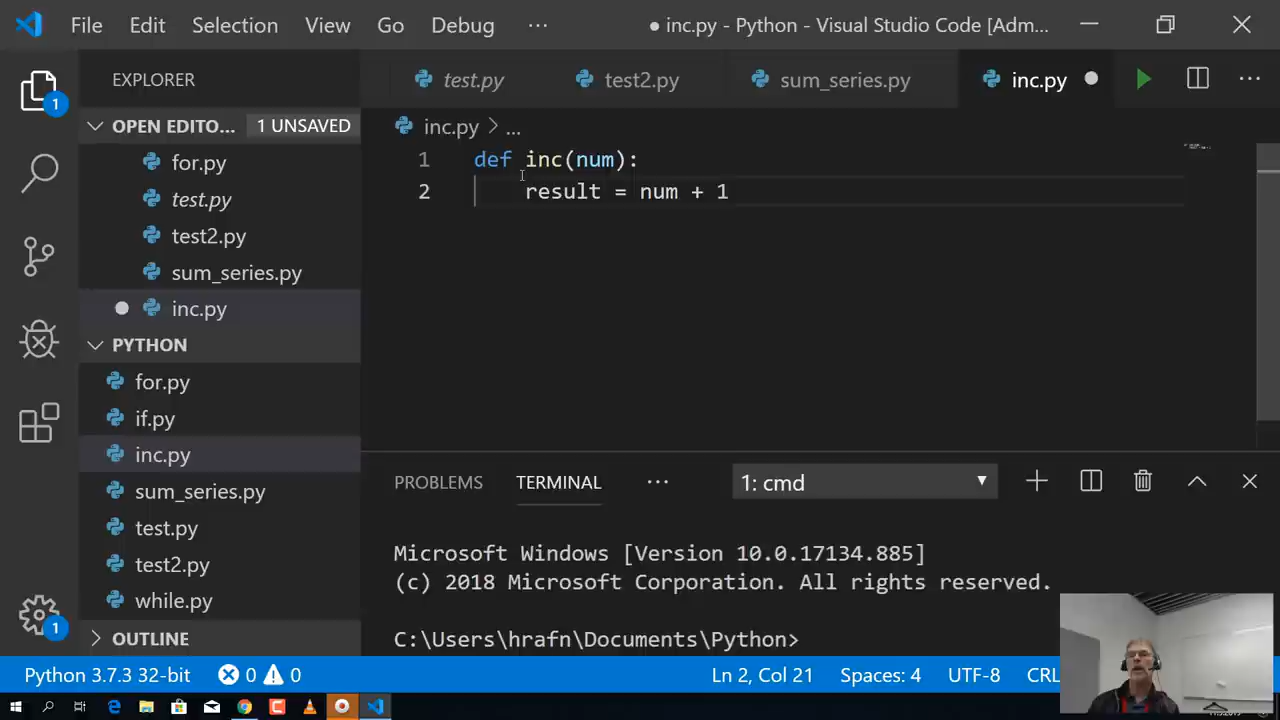 File Edit Selection View Go Debug ··· ● inc.py - Python - Visual Studio Code [Adm...
EXPLORER
test.py test2.py sum_series.py inc.py ● ···
OPEN EDITO... 1 UNSAVED
for.py
test.py
test2.py
sum_series.py
● inc.py
PYTHON
for.py
if.py
inc.py
sum_series.py
test.py
test2.py
while.py
OUTLINE
1
1
inc.py > ...
1 def inc(num):
2 result = num + 1
PROBLEMS TERMINAL ··· 1: cmd
Microsoft Windows [Version 10.0.17134.885]
(c) 2018 Microsoft Corporation. All rights reserved.
C:\Users\hrafn\Documents\Python>
Python 3.7.3 32-bit 0 0 Ln 2, Col 21 Spaces: 4 UTF-8 CRL